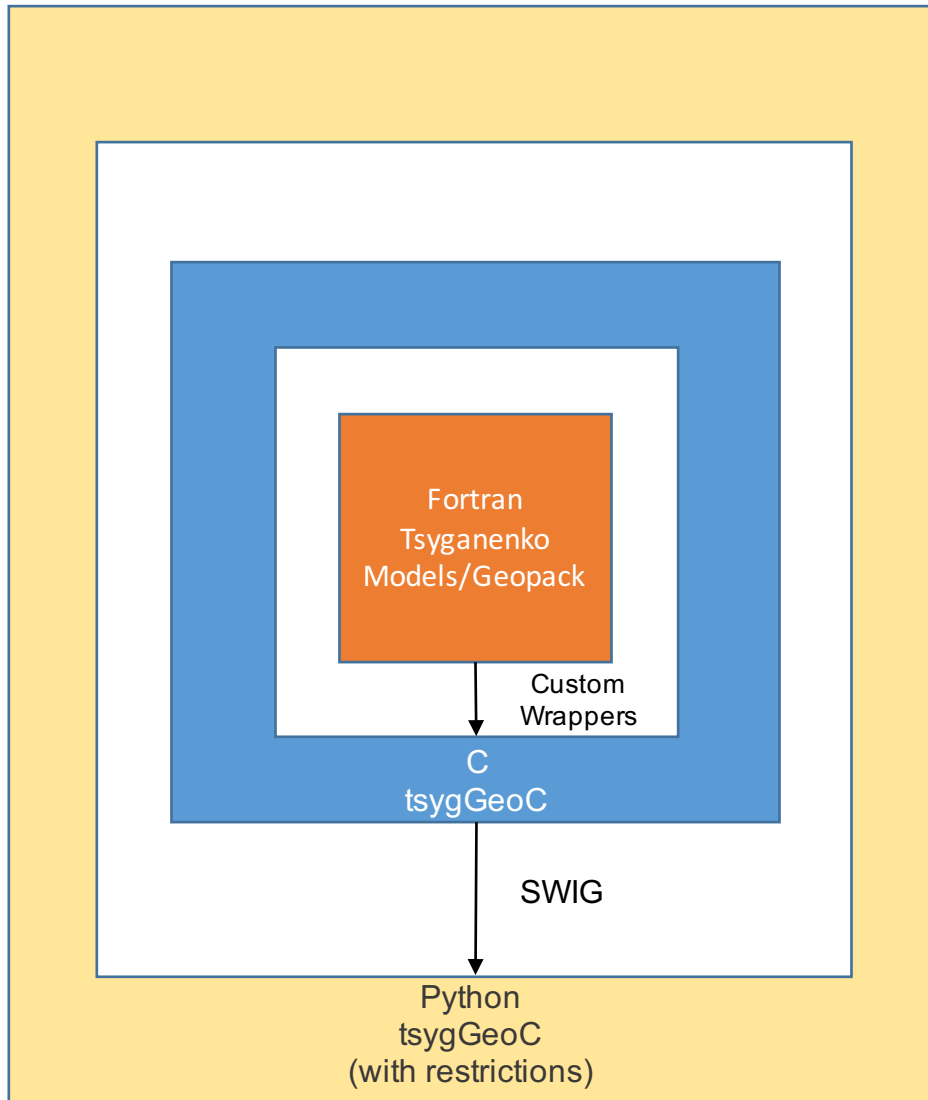 Fortran
Tsyganenko
Models/Geopack
Custom
Wrappers
C
tsygGeoC
SWIG
Python
tsygGeoC
(with restrictions)